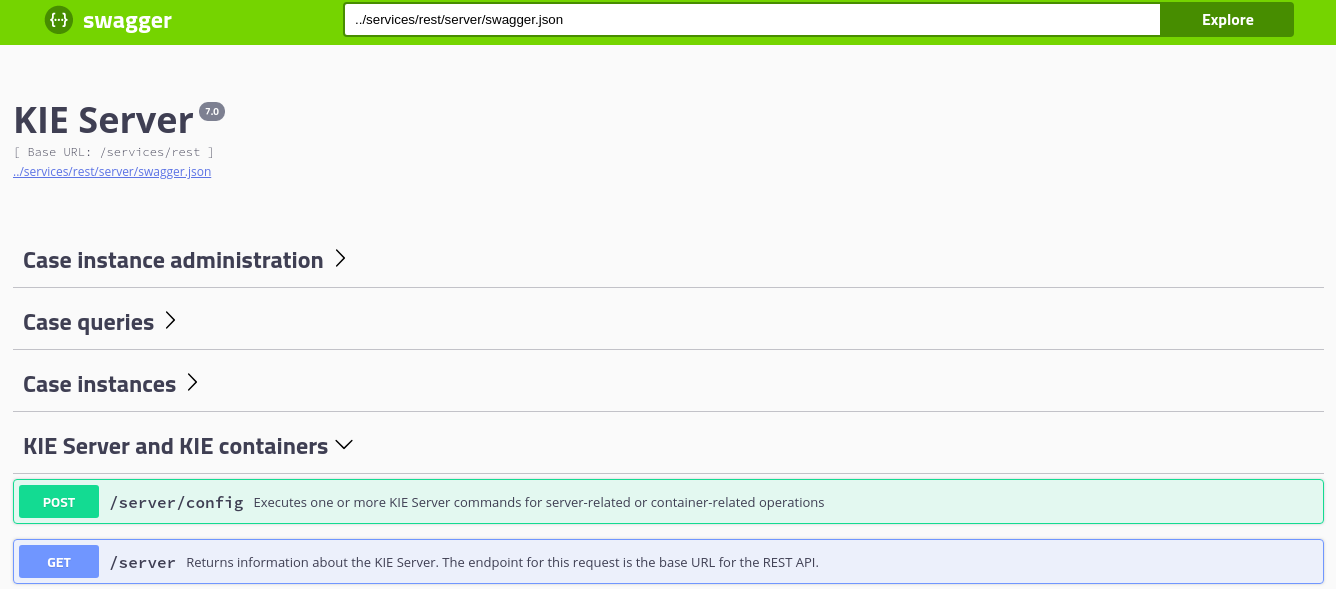 {··} swagger ../services/rest/server/swagger.json Explore
KIE Server 7.0
[ Base URL: /services/rest ]
../services/rest/server/swagger.json
Case instance administration
Case queries
Case instances
KIE Server and KIE containers
POST /server/config Executes one or more KIE Server commands for server-related or container-related operations
GET /server Returns information about the KIE Server. The endpoint for this request is the base URL for the REST API.